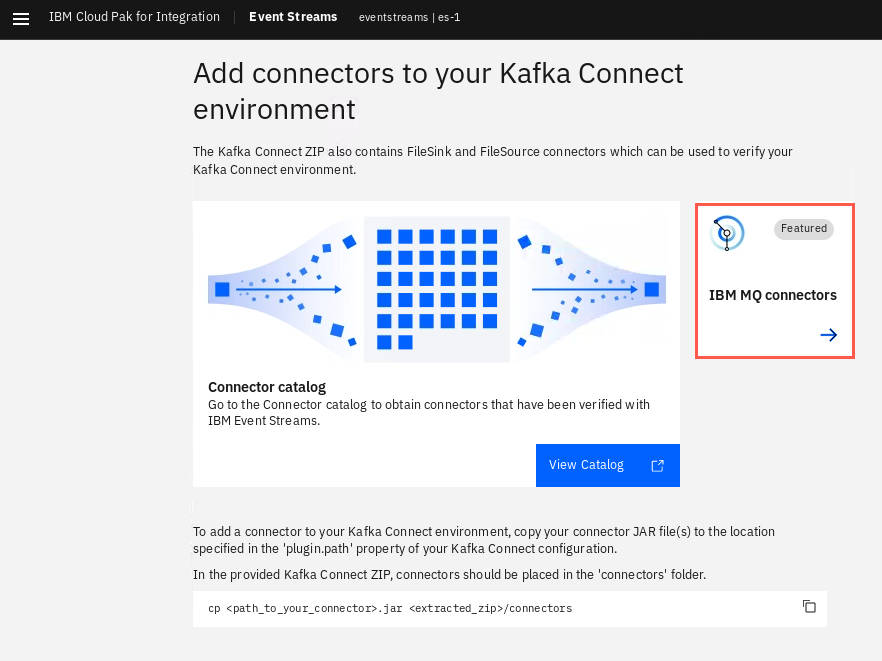 IBM Cloud Pak for Integration Event Streams eventstreams | es-1
Add connectors to your Kafka Connect
environment
The Kafka Connect ZIP also contains FileSink and FileSource connectors which can be used to verify your
Kafka Connect environment.
Featured
IBM MQ connectors
Connector catalog
Go to the Connector catalog to obtain connectors that have been verified with
IBM Event Streams.
View Catalog
To add a connector to your Kafka Connect environment, copy your connector JAR file(s) to the location
specified in the 'plugin.path' property of your Kafka Connect configuration.
In the provided Kafka Connect ZIP, connectors should be placed in the 'connectors' folder.
cp <path_to_your_connector>.jar <extracted_zip>/connectors